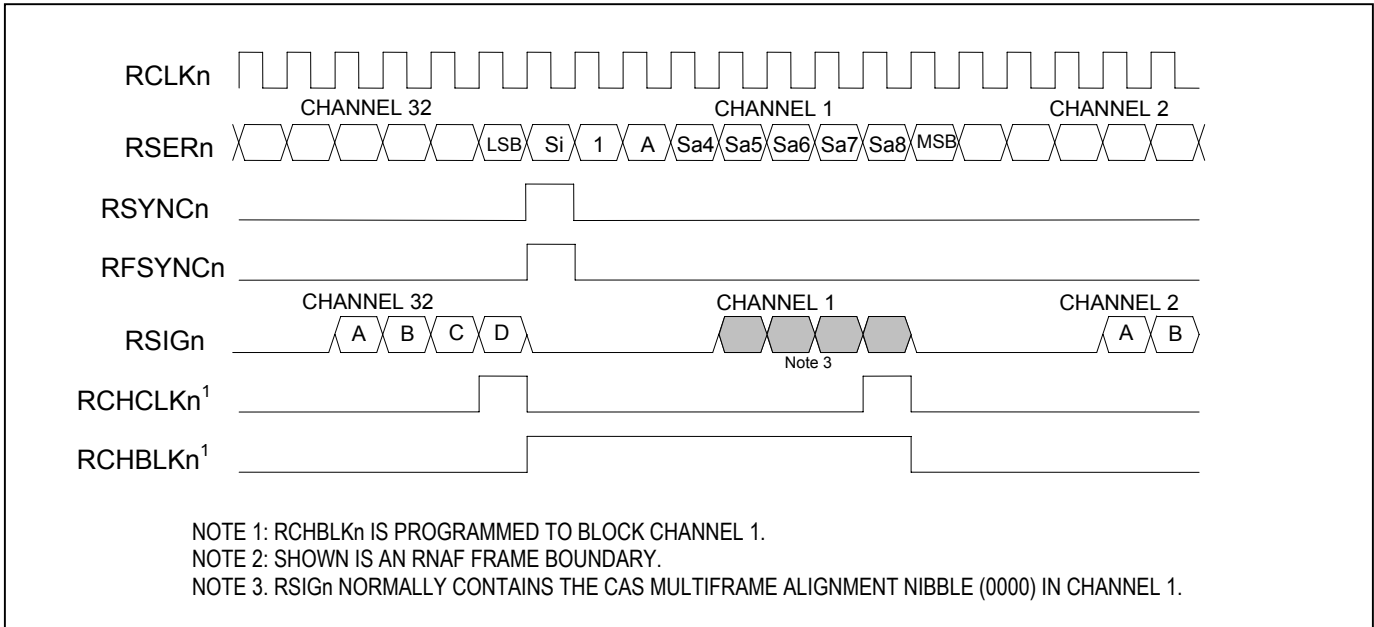 RCLKn
CHANNEL 32 CHANNEL 1 CHANNEL 2
RSERn LSB Si 1 A Sa4 Sa5 Sa6 Sa7 Sa8 MSB
RSYNCn
RFSYNCn
CHANNEL 32 CHANNEL 1 CHANNEL 2
RSIGn A B C D A B
Note 3
RCHCLKn¹
RCHBLKn¹
NOTE 1: RCHBLKn IS PROGRAMMED TO BLOCK CHANNEL 1.
NOTE 2: SHOWN IS AN RNAF FRAME BOUNDARY.
NOTE 3. RSIGn NORMALLY CONTAINS THE CAS MULTIFRAME ALIGNMENT NIBBLE (0000) IN CHANNEL 1.